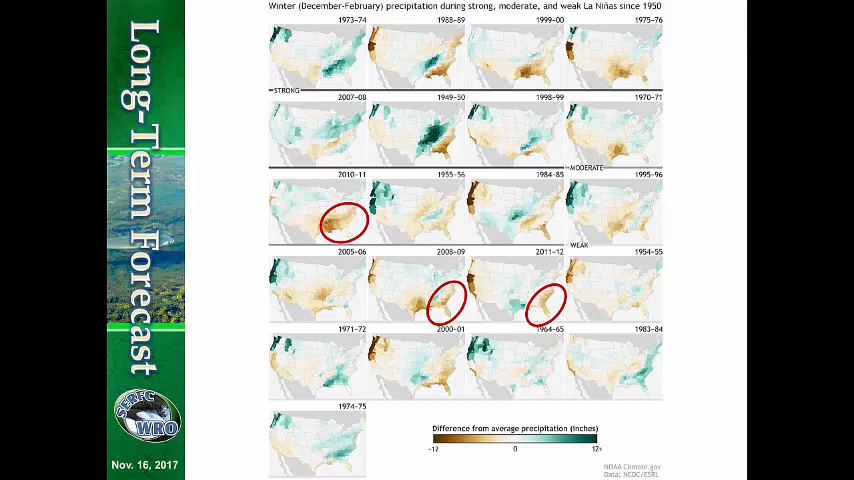 Winter (December-February) precipitation during strong, moderate, and weak La Niñas since 1950
1973-74
1988-89
1999-00
1975-76
STRONG
2007-08
1949-50
1998-99
1970-71
MODERATE
2010-11
1955-56
1984-85
1995-96
WEAK
2005-06
2008-09
2011-12
1954-55
1971-72
2000-01
1964-65
1983-84
1974-75
Difference from average precipitation (inches)
-12
0
12+
NOAA Climate.gov
Data: NCDC/ESRL
Long-Term Forecast
SERFC
WRO
Nov. 16, 2017